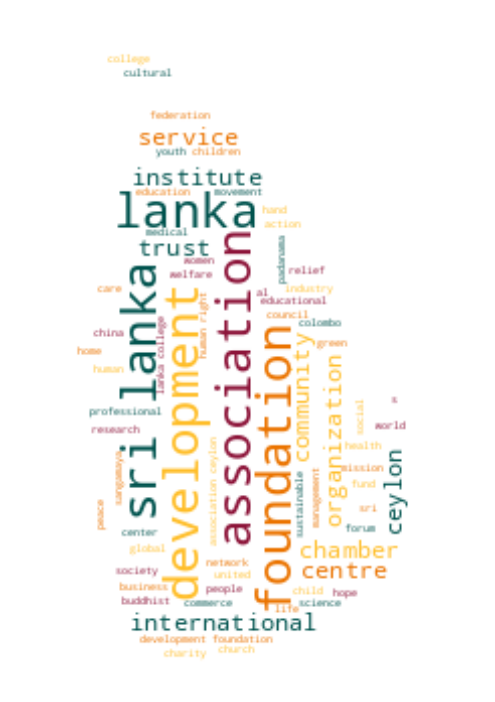 college
cultural
federation
service
youth children
institute
education movement
lanka
hand
action
medical
trust
padanama
women
welfare
relief
care
al industry
educational
sri lanka
development
association
foundation
human right
council
colombo
china
lanka college
green
home
community
human
organization
professional
social
s
world
research
health
association ceylon
sangamaya
mission
sustainable
management
fund
ceylon
peace
sri
center
forum
global
chamber
network
society
united
centre
business
people
child hope
buddhist
commerce
life
science
international
development foundation
charity church